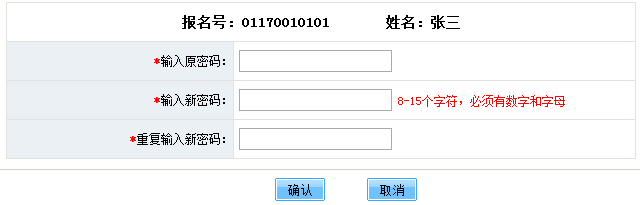 报名号：01170010101 姓名：张三
*输入原密码：
*输入新密码： 8-15个字符，必须有数字和字母
*重复输入新密码：
确认 取消